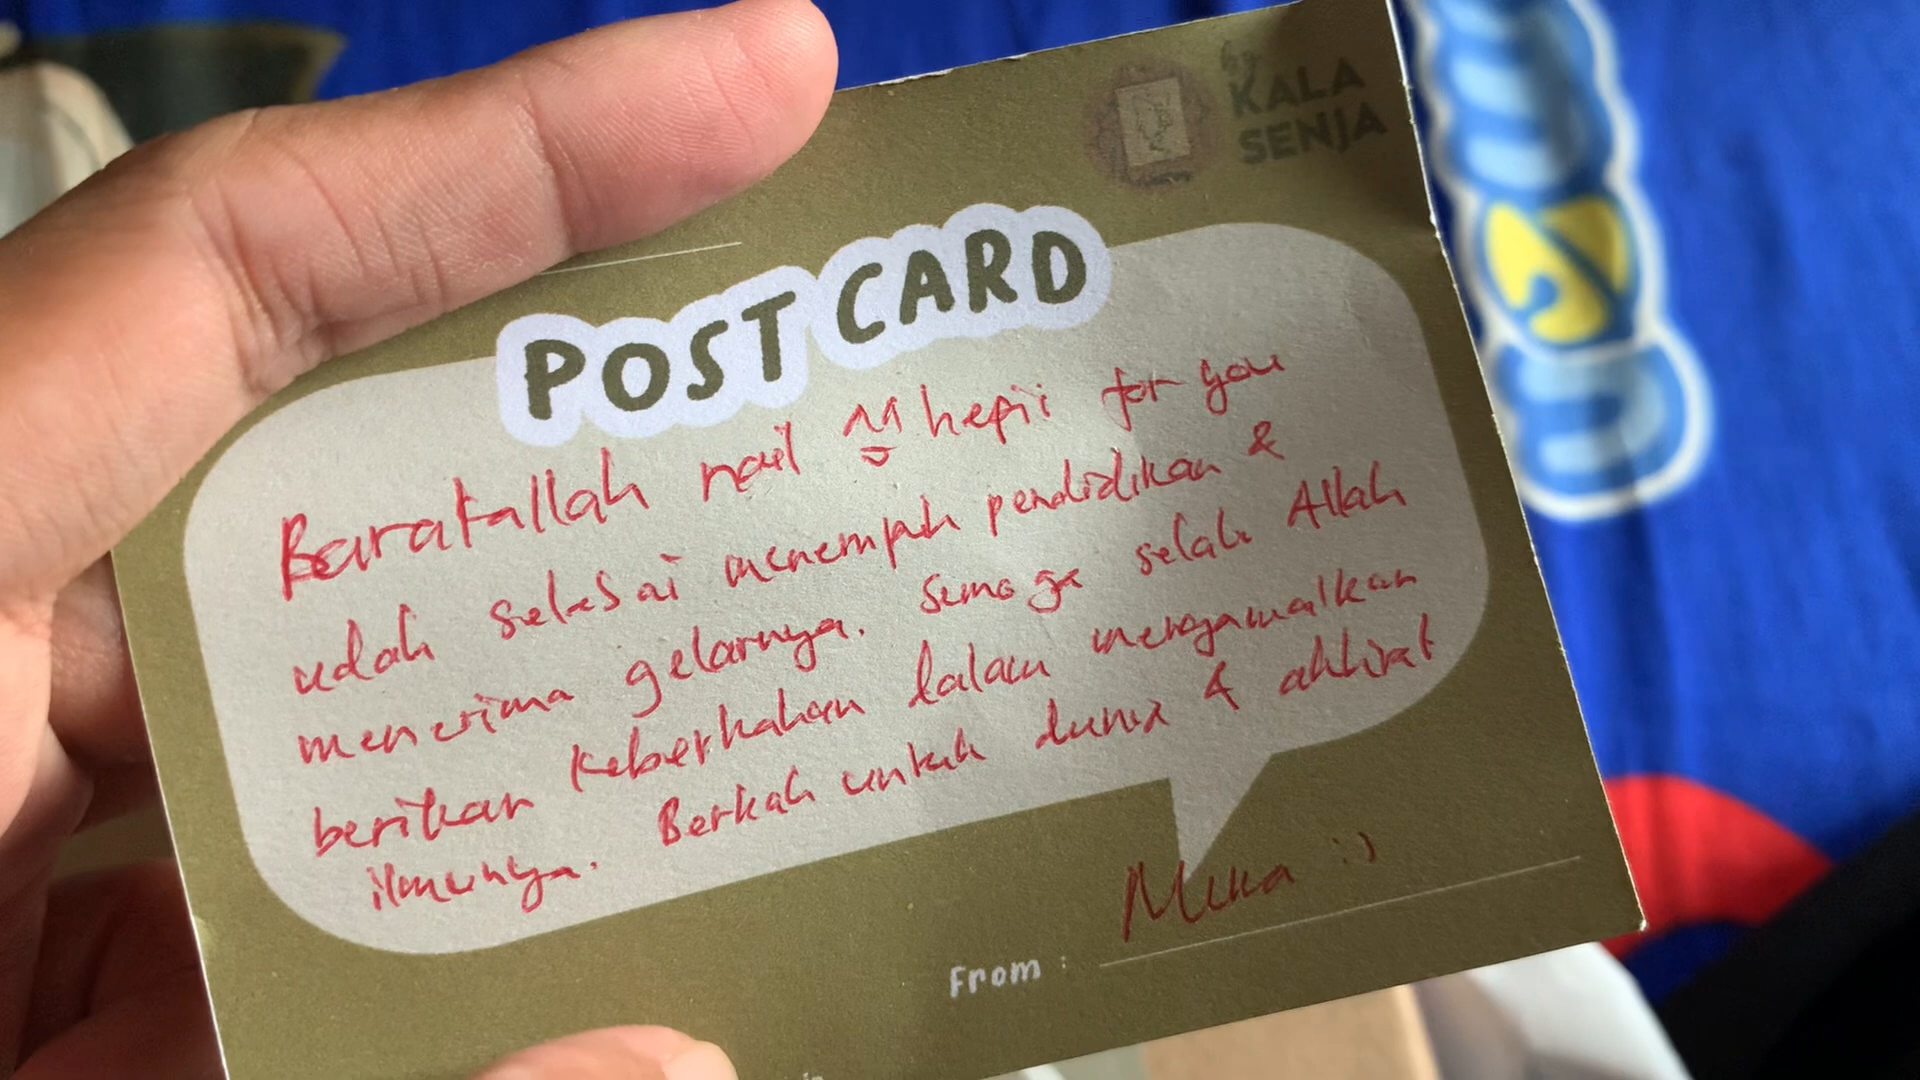 by
KALA
SENJA
POST CARD
Barakallah nail hepii for you
udah selesai menempuh pendidikan &
menerima gelarnya. Semoga selalu Allah
berikan keberkahan dalam mengamalkan
ilmunya. Berkah untuk dunia & akhirat
From :
:)